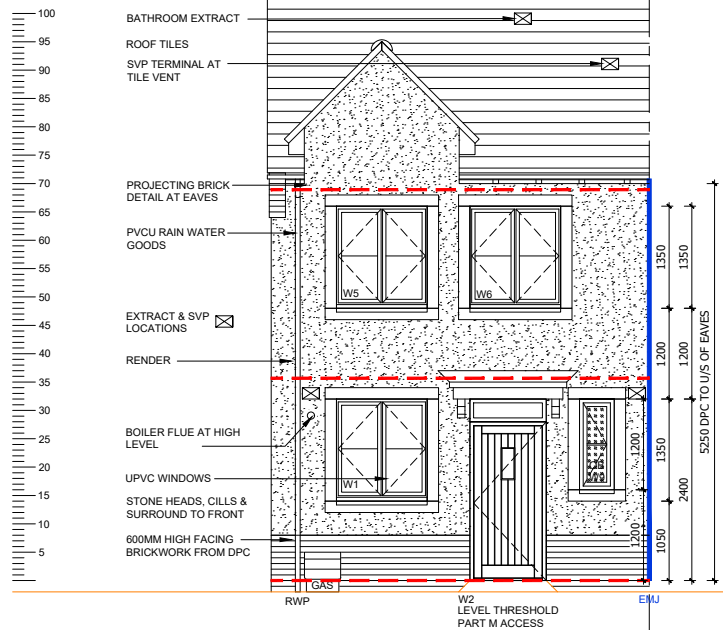 100
95
90
85
80
75
70
65
60
55
50
45
40
35
30
25
20
15
10
5
BATHROOM EXTRACT
ROOF TILES
SVP TERMINAL AT
TILE VENT
PROJECTING BRICK
DETAIL AT EAVES
PVCU RAIN WATER
GOODS
EXTRACT & SVP
LOCATIONS
RENDER
BOILER FLUE AT HIGH
LEVEL
UPVC WINDOWS
STONE HEADS, CILLS &
SURROUND TO FRONT
600MM HIGH FACING
BRICKWORK FROM DPC
W5
W6
W1
GAS
RWP
W2
LEVEL THRESHOLD
PART M ACCESS
EMJ
1200
1200
1350
1200
1350
1050
1350
1200
2400
5250 DPC TO U/S OF EAVES